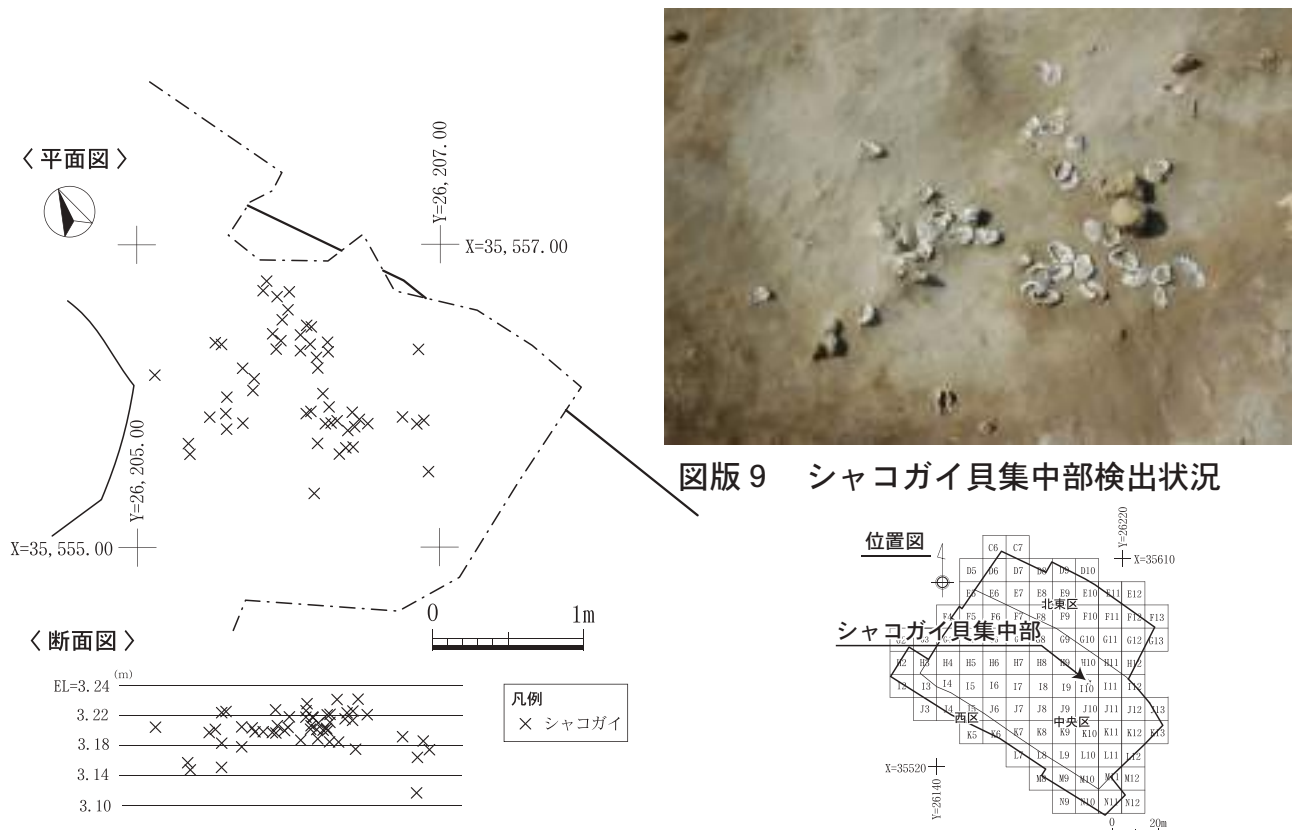 〈 平面図 〉
Y=26,207.00
X=35,557.00
Y=26,205.00
X=35,555.00
0 1m
〈 断面図 〉
(m)
EL=3.24
3.22
3.18
3.14
3.10
凡例
× シャコガイ
図版 9 シャコガイ貝集中部検出状況
位置図
Y=26220
X=35610
C6 C7
D5 D6 D7 D8 D9 D10
E5 E6 E7 E8 E9 E10 E11 E12
北東区
F4 F5 F6 F7 F8 F9 F10 F11 F12 F13
シャコガイ貝集中部
G9 G10 G11 G12 G13
H2 H3 H4 H5 H6 H7 H8 H9 H10 H11 H12
I2 I3 I4 I5 I6 I7 I8 I9 I10 I11 I12
J3 J4 J5 J6 J7 J8 J9 J10 J11 J12 J13
西区 中央区
K5 K6 K7 K8 K9 K10 K11 K12 K13
L7 L8 L9 L10 L11 L12
X=35520
M8 M9 M10 M11 M12
Y=26140
N9 N10 N11 N12
0 20m